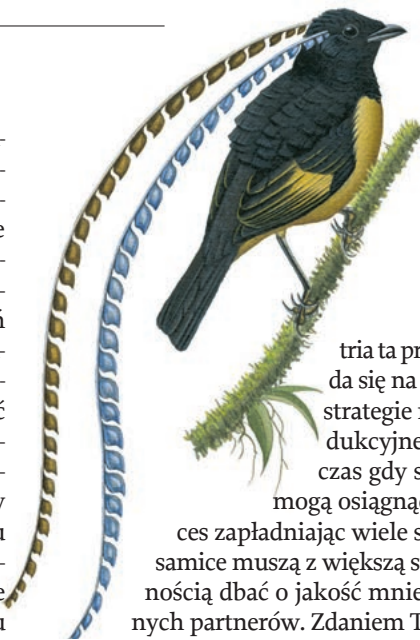 -
-
-
e
-
-
ń
-
-
ć
-
-
y
u
-
e
u
tria ta pr
da się na
strategie r
dukcyjne
czas gdy s
mogą osiągnąć
ces zapładniając wiele s
samice muszą z większą s
nością dbać o jakość mnie
nych partnerów. Zdaniem T